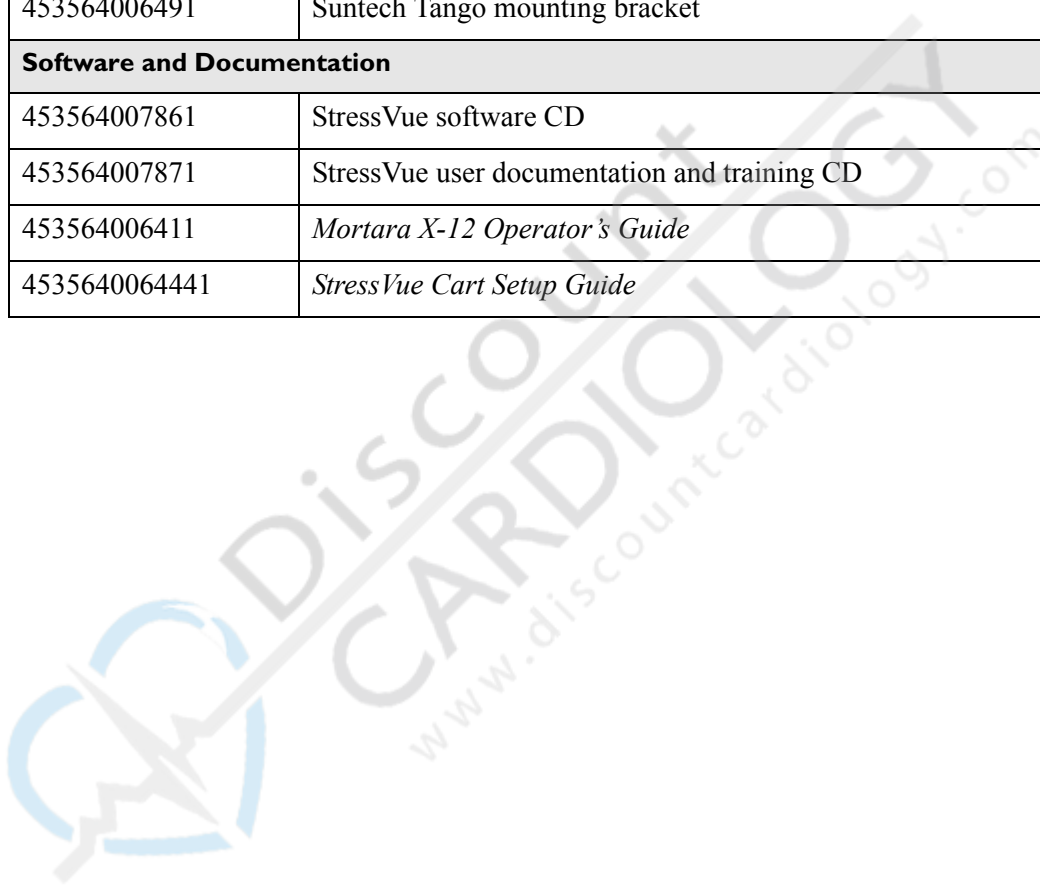 453564006491 Suntech Tango mounting bracket
Software and Documentation
453564007861 StressVue software CD
453564007871 StressVue user documentation and training CD
453564006411 Mortara X-12 Operator's Guide
4535640064441 StressVue Cart Setup Guide
Discount
CARDIOLOGY
www.discountcardiology.com